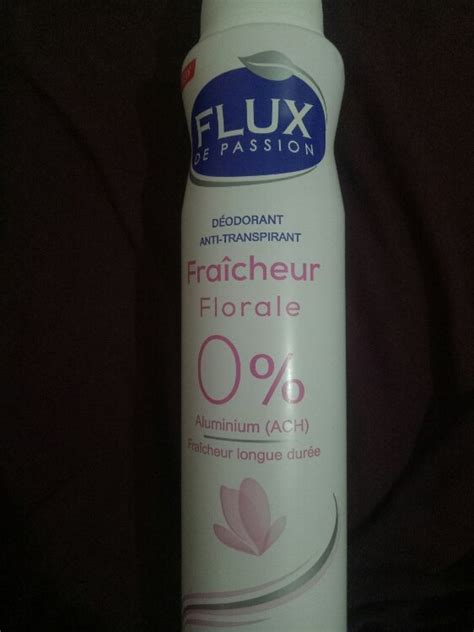 FLUX
DE PASSION
DÉODORANT
ANTI-TRANSPIRANT
Fraîcheur
Florale
0%
Aluminium (ACH)
Fraîcheur longue durée